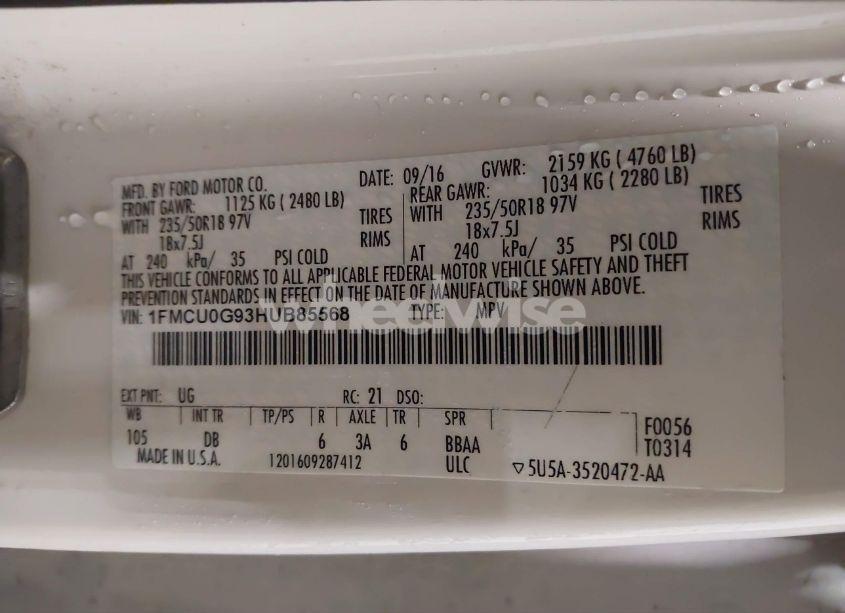 MFD. BY FORD MOTOR CO. DATE: 09/16 GVWR: 2159 KG ( 4760 LB)
FRONT GAWR: 1125 KG ( 2480 LB) REAR GAWR: 1034 KG ( 2280 LB)
WITH 235/50R18 97V TIRES WITH 235/50R18 97V TIRES
18x7.5J RIMS 18x7.5J RIMS
AT 240 kPa/ 35 PSI COLD AT 240 kPa/ 35 PSI COLD
THIS VEHICLE CONFORMS TO ALL APPLICABLE FEDERAL MOTOR VEHICLE SAFETY AND THEFT
PREVENTION STANDARDS IN EFFECT ON THE DATE OF MANUFACTURE SHOWN ABOVE.
VIN: 1FMCU0G93HUB85568 TYPE: MPV
wheelwise
EXT PNT: UG RC: 21 DSO:
WB INT TR TP/PS R AXLE TR SPR F0056
105 DB 6 3A 6 BBAA T0314
MADE IN U.S.A. 1201609287412 ULC ▽5U5A-3520472-AA